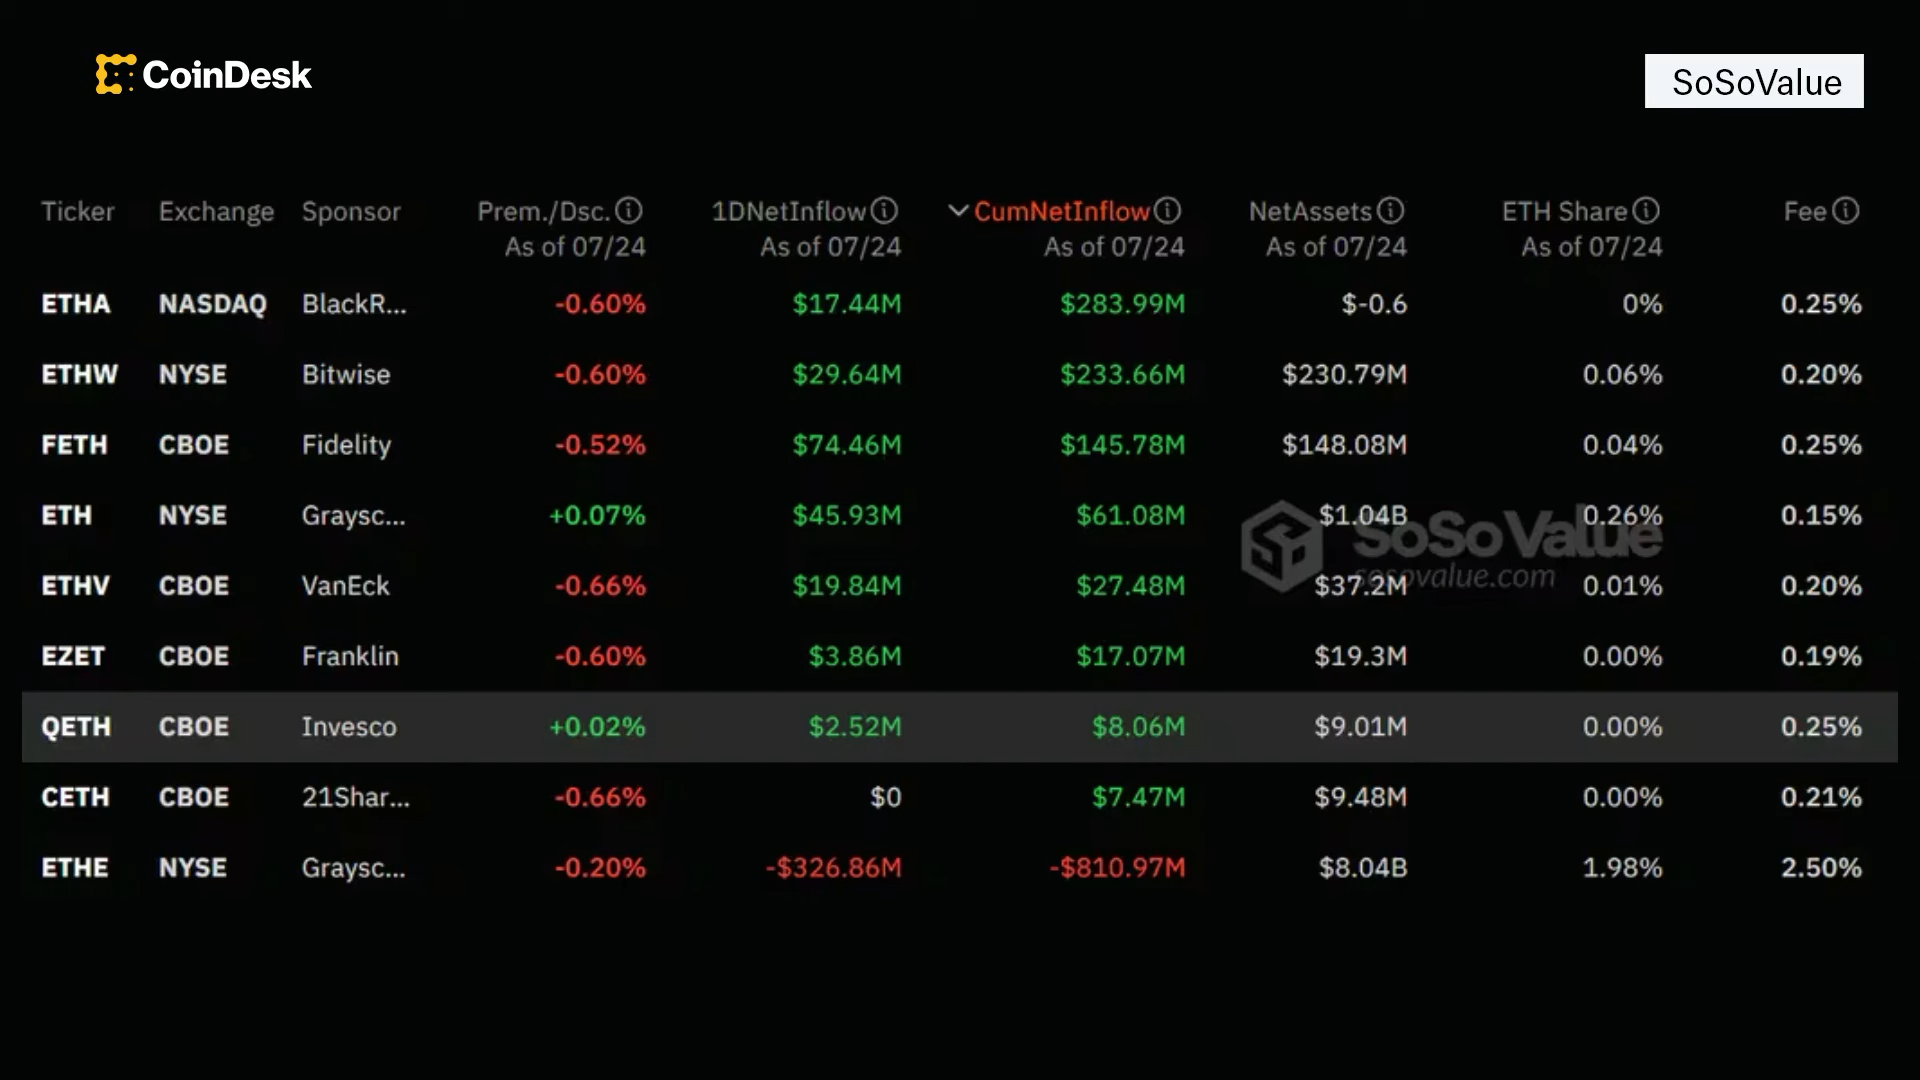 CoinDesk
SoSoValue
Ticker Exchange Sponsor Prem./Dsc. 1DNetInflow CumNetInflow NetAssets ETH Share Fee
As of 07/24 As of 07/24 As of 07/24 As of 07/24 As of 07/24
ETHA NASDAQ BlackR... -0.60% $17.44M $283.99M $-0.6 0% 0.25%
ETHW NYSE Bitwise -0.60% $29.64M $233.66M $230.79M 0.06% 0.20%
FETH CBOE Fidelity -0.52% $74.46M $145.78M $148.08M 0.04% 0.25%
ETH NYSE Graysc... +0.07% $45.93M $61.08M $1.04B 0.26% 0.15%
SoSoValue
sosovalue.com
ETHV CBOE VanEck -0.66% $19.84M $27.48M $37.2M 0.01% 0.20%
EZET CBOE Franklin -0.60% $3.86M $17.07M $19.3M 0.00% 0.19%
QETH CBOE Invesco +0.02% $2.52M $8.06M $9.01M 0.00% 0.25%
CETH CBOE 21Shar... -0.66% $0 $7.47M $9.48M 0.00% 0.21%
ETHE NYSE Graysc... -0.20% -$326.86M -$810.97M $8.04B 1.98% 2.50%